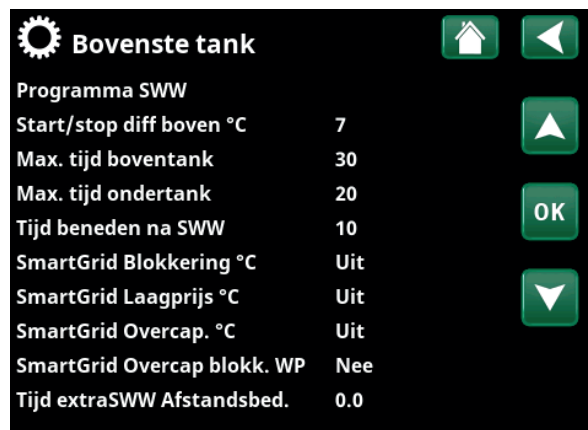 Bovenste tank
Programma SWW
Start/stop diff boven °C 7
Max. tijd boventank 30
Max. tijd ondertank 20
OK
Tijd beneden na SWW 10
SmartGrid Blokkering °C Uit
SmartGrid Laagprijs °C Uit
SmartGrid Overcap. °C Uit
SmartGrid Overcap blokk. WP Nee
Tijd extraSWW Afstandsbed. 0.0